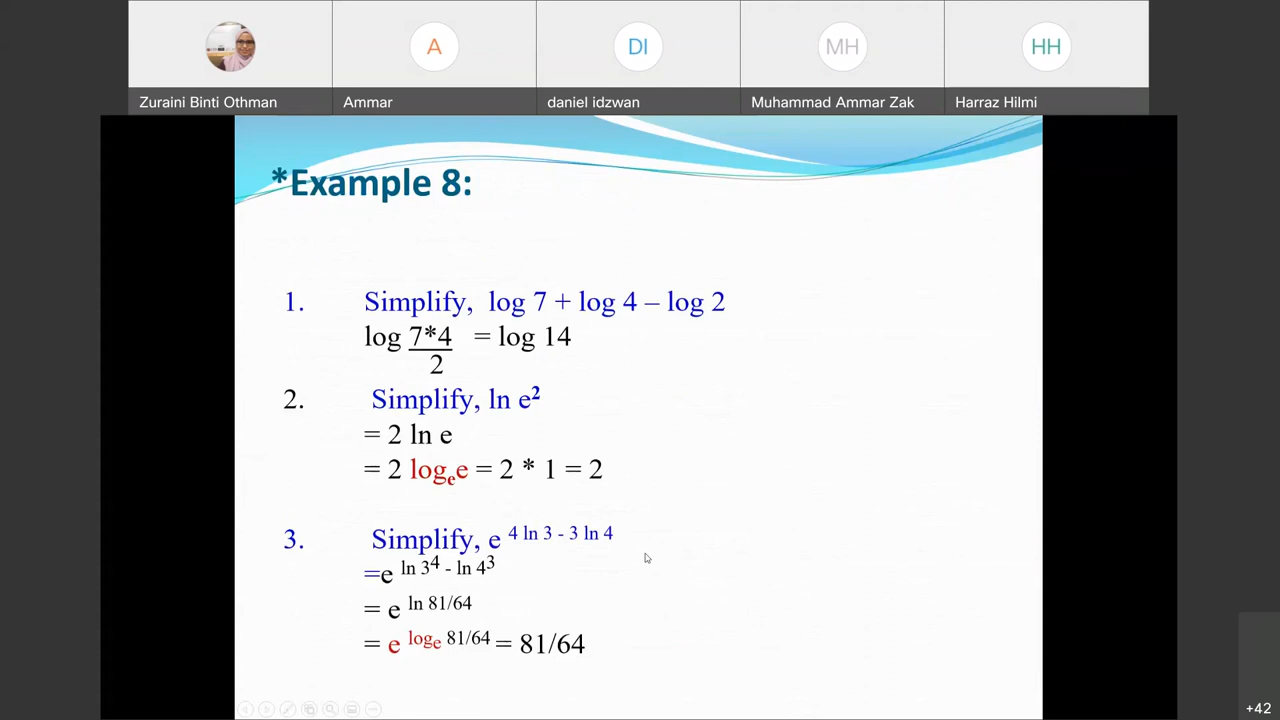 A
DI
MH
HH
Zuraini Binti Othman
Ammar
daniel idzwan
Muhammad Ammar Zak
Harraz Hilmi
*Example 8:
1. Simplify, log 7 + log 4 – log 2
log 7*4 = log 14
2
2. Simplify, ln e²
= 2 ln e
= 2 logₑe = 2 * 1 = 2
3. Simplify, e ^4 ln 3 - 3 ln 4
=e ^ln 3⁴ - ln 4³
= e ^ln 81/64
= e ^logₑ 81/64 = 81/64
+42